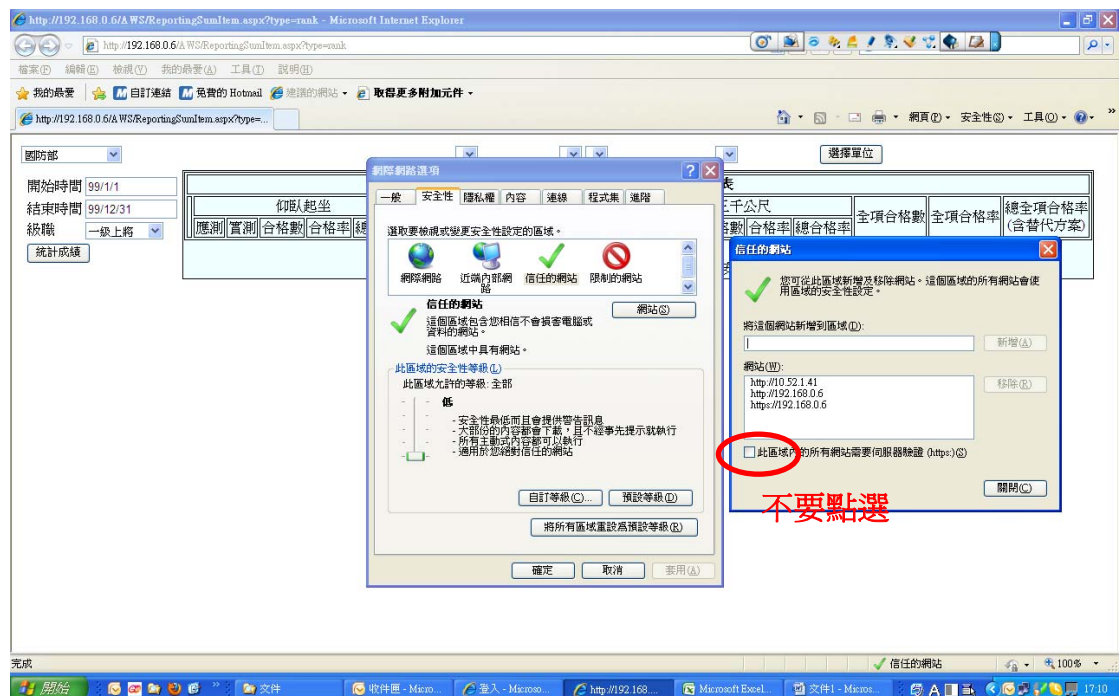 http://192.168.0.6/AWS/ReportingSumItem.aspx?type=rank - Microsoft Internet Explorer
http://192.168.0.6/AWS/ReportingSumItem.aspx?type=rank
檔案(F) 編輯(E) 檢視(V) 我的最愛(A) 工具(T) 說明(H)
我的最愛 自訂連結 免費的 Hotmail 建議的網站 取得更多附加元件
http://192.168.0.6/AWS/ReportingSumItem.aspx?type=...
網頁(P) 安全性(S) 工具(O)
國防部
選擇單位
開始時間 99/1/1
結束時間 99/12/31
級職 一級上將
統計成績
表
仰臥起坐
應測 實測 合格數 合格率
三千公尺
數 合格率 總合格率
全項合格數 全項合格率 總全項合格率
(含替代方案)
網際網路選項
一般 安全性 隱私權 內容 連線 程式集 進階
選取要檢視或變更安全性設定的區域。
網際網路 近端內部網路 信任的網站 限制的網站
信任的網站
網站(S)
這個區域包含您相信不會損害電腦或
資料的網站。
這個區域中具有網站。
此區域的安全性等級(L)
此區域允許的等級: 全部
低
- 安全性最低而且會提供警告訊息
- 大部份的內容都會下載，且不經事先提示就執行
- 所有主動式內容都可以執行
- 適用於您絕對信任的網站
自訂等級(C)... 預設等級(D)
將所有區域重設為預設等級(R)
確定 取消 套用(A)
信任的網站
您可從此區域新增及移除網站。這個區域的所有網站會使
用區域的安全性設定。
將這個網站新增到區域(D):
新增(A)
網站(W):
http://10.52.1.41
http://192.168.0.6
https://192.168.0.6
移除(R)
此區域內的所有網站需要伺服器驗證 (https:)(S)
關閉(C)
不要點選
完成
信任的網站
100%
開始
文件
收件匣 - Micro...
登入 - Microso...
http://192.168....
Microsoft Excel...
文件1 - Micros...
A
17:10